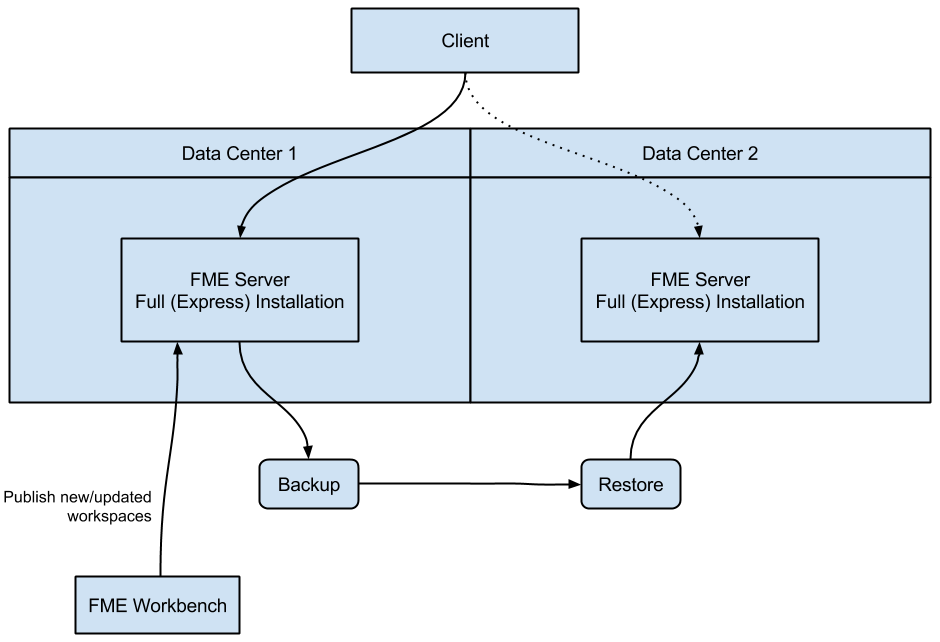 Client
Data Center 1
Data Center 2
FME Server
Full (Express) Installation
FME Server
Full (Express) Installation
Backup
Restore
Publish new/updated
workspaces
FME Workbench